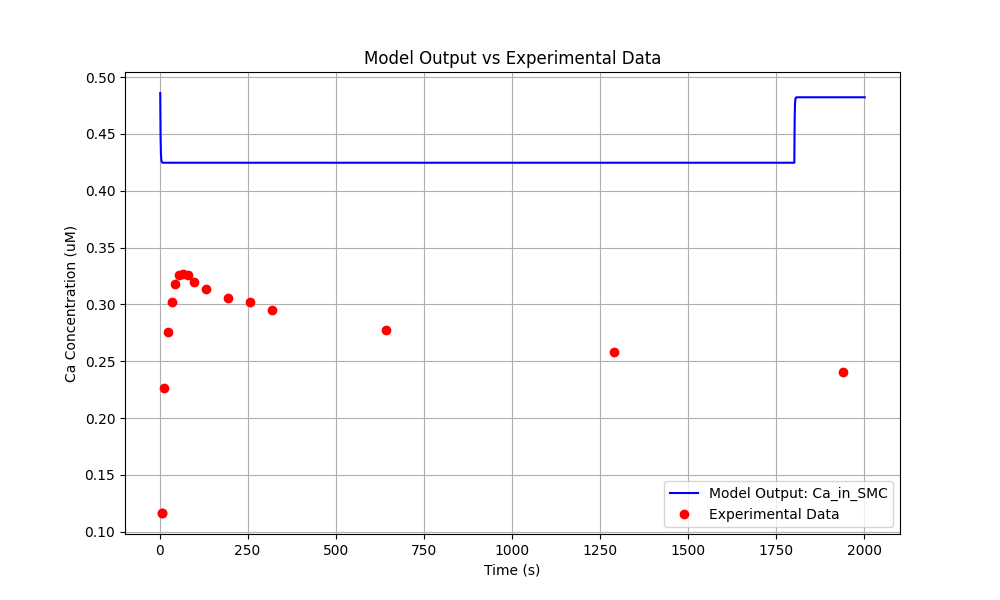 Model Output vs Experimental Data
Ca Concentration (uM)
0.50
0.45
0.40
0.35
0.30
0.25
0.20
0.15
0.10
Model Output: Ca_in_SMC
Experimental Data
0 250 500 750 1000 1250 1500 1750 2000
Time (s)